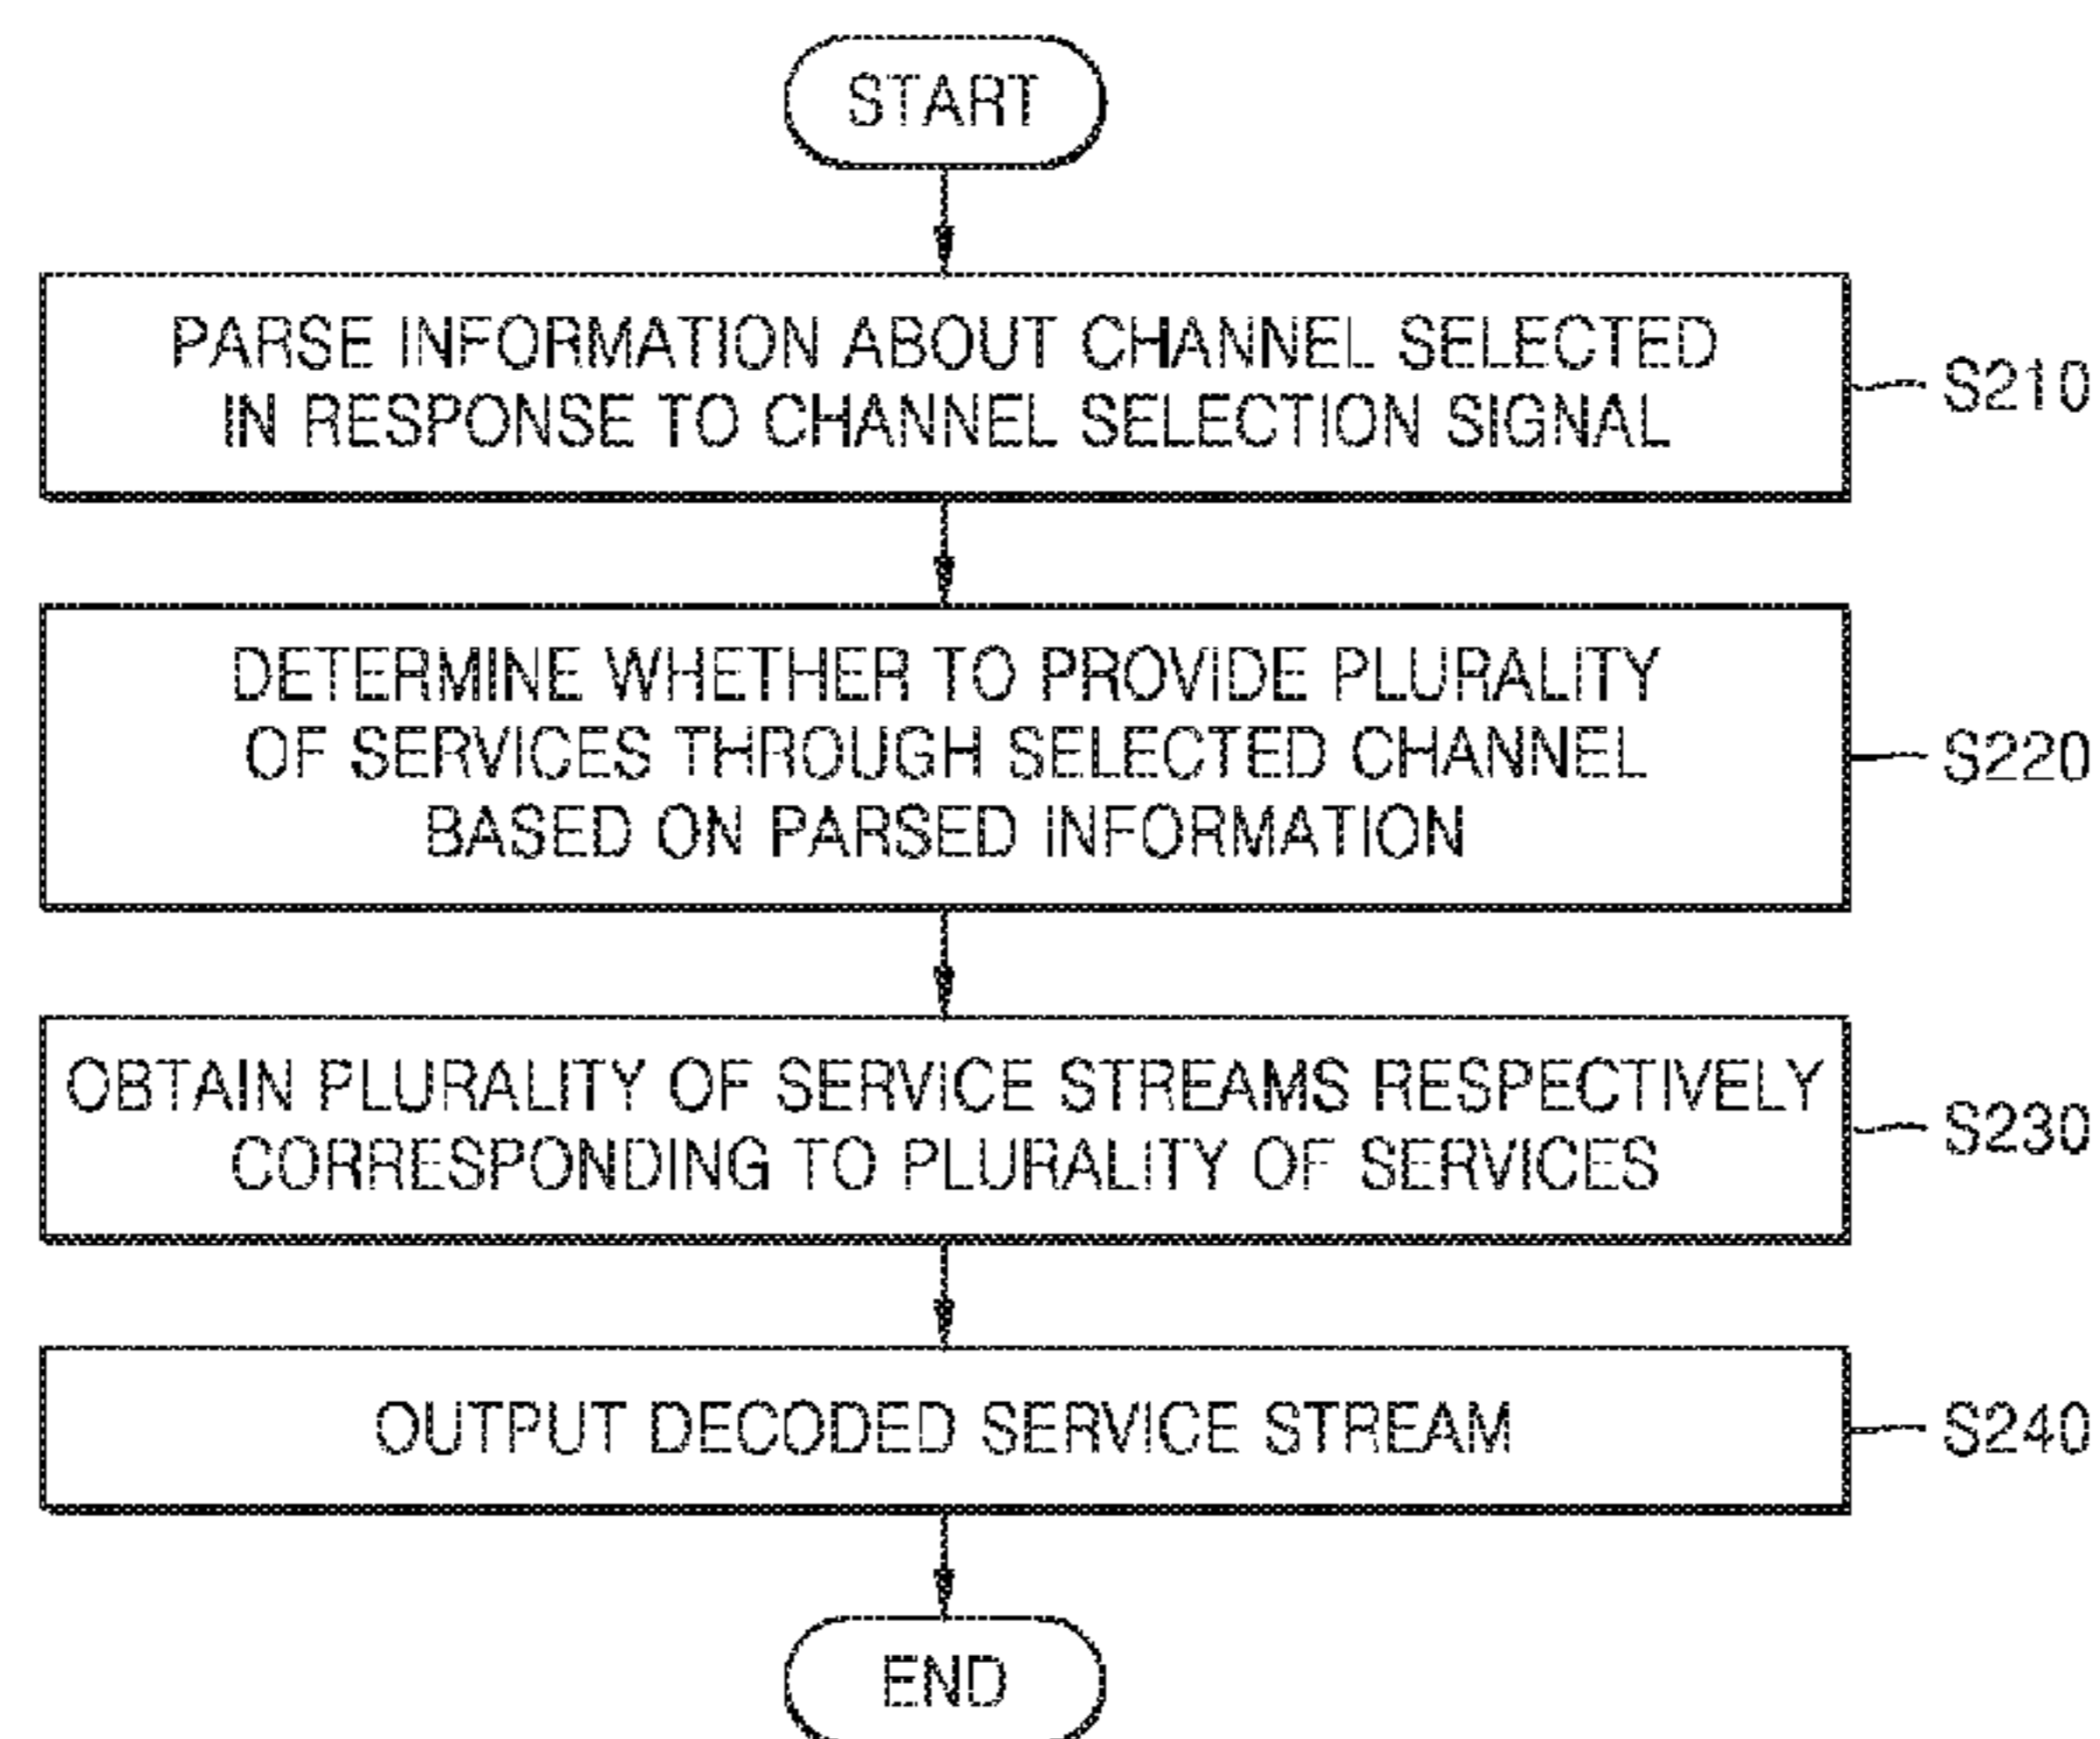 START
PARSE INFORMATION ABOUT CHANNEL SELECTED
IN RESPONSE TO CHANNEL SELECTION SIGNAL
S210
DETERMINE WHETHER TO PROVIDE PLURALITY
OF SERVICES THROUGH SELECTED CHANNEL
BASED ON PARSED INFORMATION
S220
OBTAIN PLURALITY OF SERVICE STREAMS RESPECTIVELY
CORRESPONDING TO PLURALITY OF SERVICES
S230
OUTPUT DECODED SERVICE STREAM
S240
END